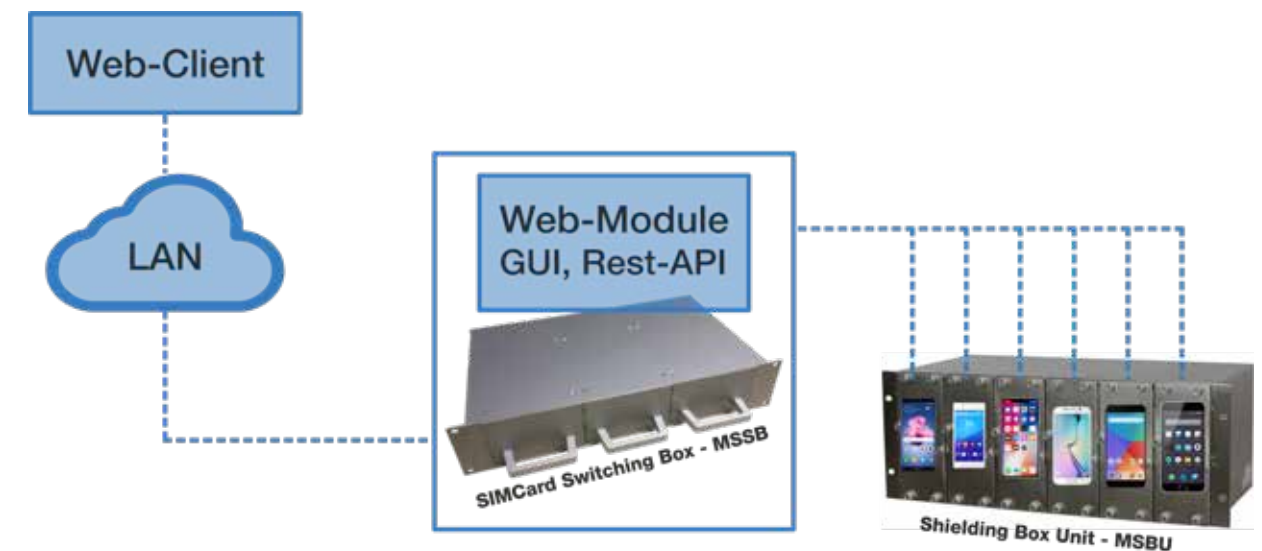 Web-Client
LAN
Web-Module
GUI, Rest-API
SIMCard Switching Box - MSSB
Shielding Box Unit - MSBU